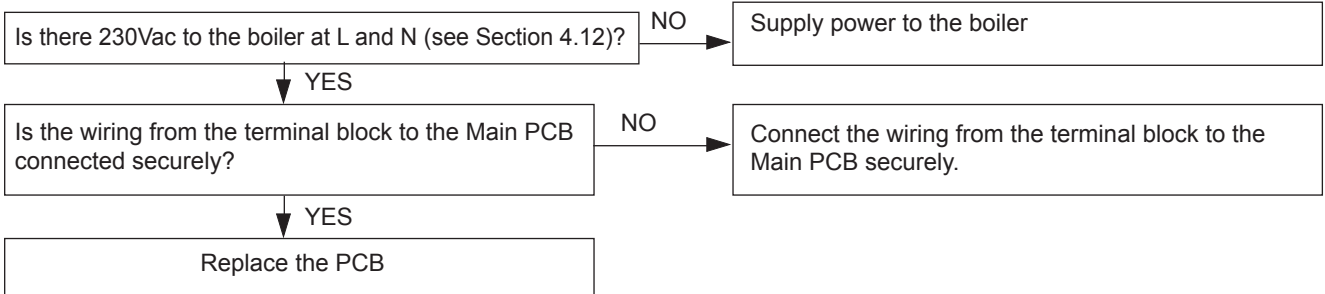 Is there 230Vac to the boiler at L and N (see Section 4.12)?
NO
Supply power to the boiler
YES
Is the wiring from the terminal block to the Main PCB
connected securely?
NO
Connect the wiring from the terminal block to the
Main PCB securely.
YES
Replace the PCB